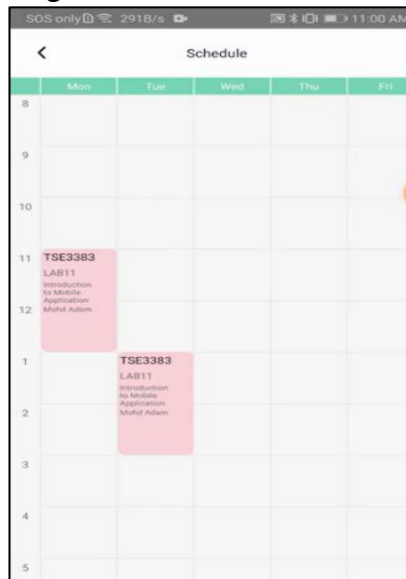 SOS only 291B/s 11:00 AM
Schedule
Mon Tue Wed Thu Fri
8
9
10
11
TSE3383
LAB11
Introduction
to Mobile
Application
Mohd Adam
12
1
TSE3383
LAB11
Introduction
to Mobile
Application
Mohd Adam
2
3
4
5